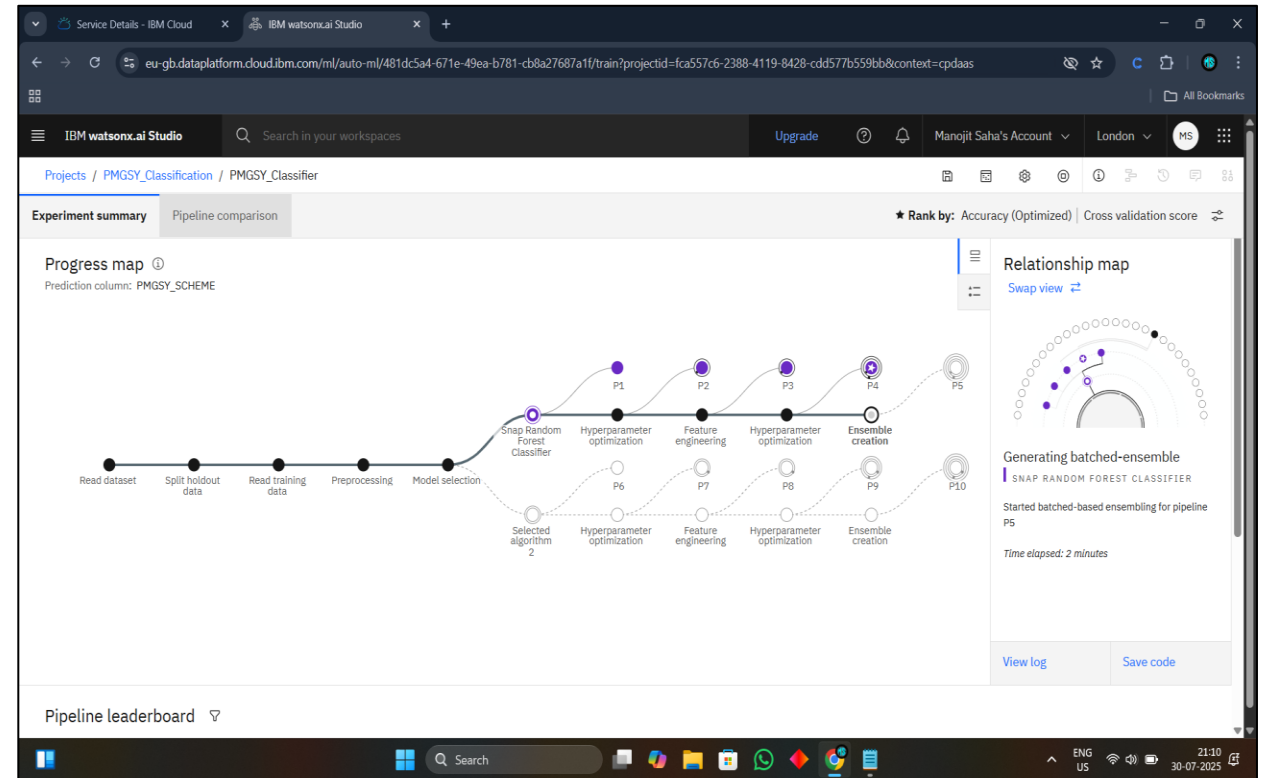 Service Details - IBM Cloud
IBM watsonx.ai Studio
eu-gb.dataplatform.cloud.ibm.com/ml/auto-ml/481dc5a4-671e-49ea-b781-cb8a27687a1f/train?projectid=fca557c6-2388-4119-8428-cdd577b559bb&context=cpdaas
All Bookmarks
IBM watsonx.ai Studio
Search in your workspaces
Upgrade
Manojit Saha's Account
London
MS
Projects / PMGSY_Classification / PMGSY_Classifier
Experiment summary
Pipeline comparison
★ Rank by: Accuracy (Optimized) | Cross validation score
Progress map
Prediction column: PMGSY_SCHEME
P1 P2 P3 P4 P5
Snap Random
Forest
Classifier
Hyperparameter
optimization
Feature
engineering
Hyperparameter
optimization
Ensemble
creation
Read dataset
Split holdout
data
Read training
data
Preprocessing
Model selection
P6 P7 P8 P9 P10
Selected
algorithm
2
Hyperparameter
optimization
Feature
engineering
Hyperparameter
optimization
Ensemble
creation
Relationship map
Swap view
Generating batched-ensemble
SNAP RANDOM FOREST CLASSIFIER
Started batched-based ensembling for pipeline
P5
Time elapsed: 2 minutes
View log
Save code
Pipeline leaderboard
Search
ENG
US
21:10
30-07-2025